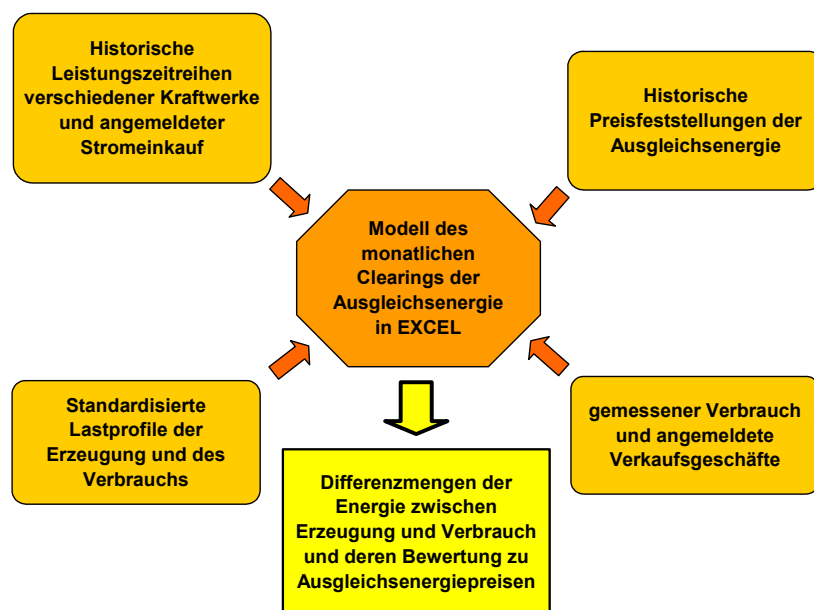 Historische
Leistungszeitreihen
verschiedener Kraftwerke
und angemeldeter
Stromeinkauf
Historische
Preisfeststellungen der
Ausgleichsenergie
Modell des
monatlichen
Clearings der
Ausgleichsenergie
in EXCEL
Standardisierte
Lastprofile der
Erzeugung und des
Verbrauchs
gemessener Verbrauch
und angemeldete
Verkaufsgeschäfte
Differenzmengen der
Energie zwischen
Erzeugung und Verbrauch
und deren Bewertung zu
Ausgleichsenergiepreisen